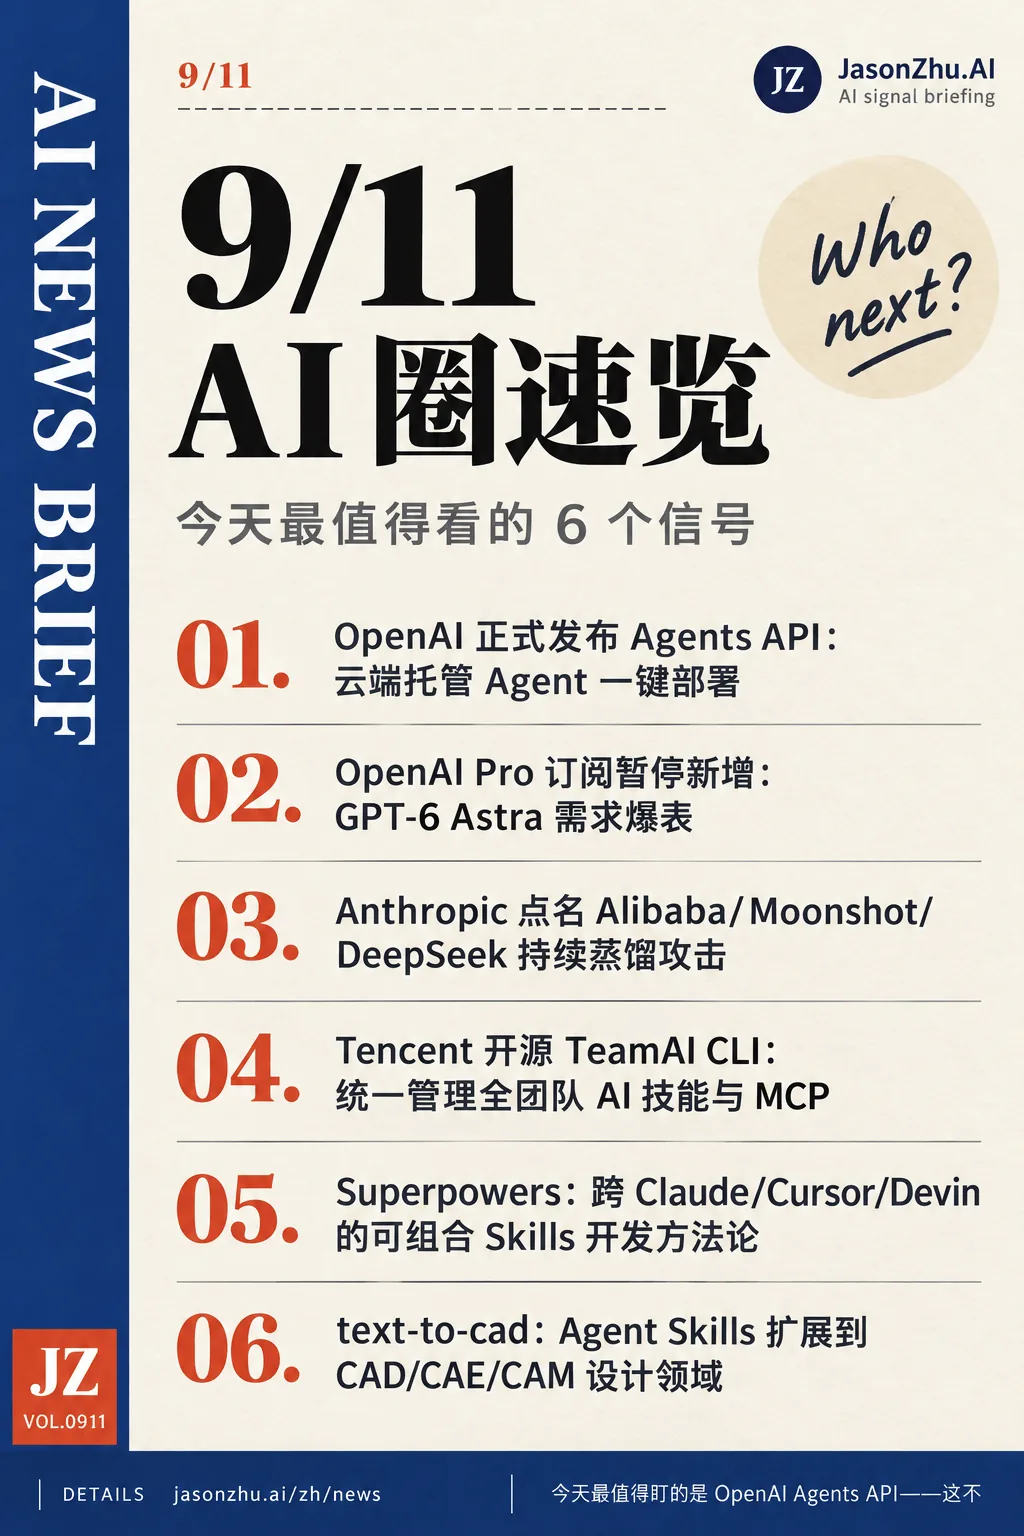 AI NEWS BRIEF
9/11
JZ
JasonZhu.AI
AI signal briefing
9/11
AI 圈速览
Who
next?
今天最值得看的 6 个信号
01.
OpenAI 正式发布 Agents API：
云端托管 Agent 一键部署
02.
OpenAI Pro 订阅暂停新增：
GPT-6 Astra 需求爆表
03.
Anthropic 点名 Alibaba/Moonshot/
DeepSeek 持续蒸馏攻击
04.
Tencent 开源 TeamAI CLI：
统一管理全团队 AI 技能与 MCP
05.
Superpowers：跨 Claude/Cursor/Devin
的可组合 Skills 开发方法论
06.
text-to-cad：Agent Skills 扩展到
CAD/CAE/CAM 设计领域
JZ
VOL.0911
DETAILS jasonzhu.ai/zh/news
今天最值得盯的是 OpenAI Agents API——这不